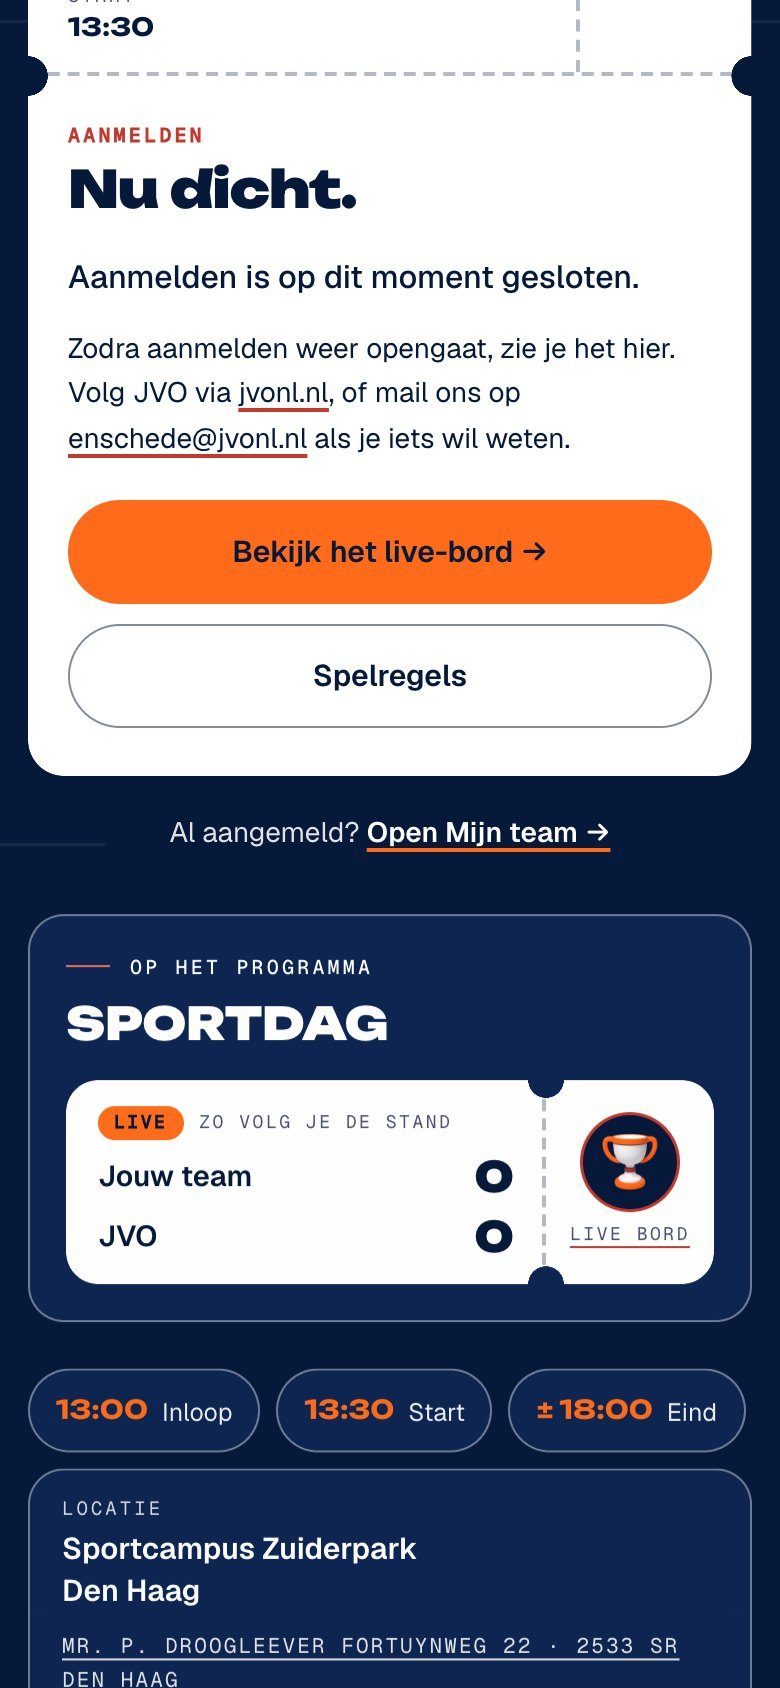 13:30
AANMELDEN
Nu dicht.
Aanmelden is op dit moment gesloten.
Zodra aanmelden weer opengaat, zie je het hier.
Volg JVO via jvonl.nl, of mail ons op
enschede@jvonl.nl als je iets wil weten.
Bekijk het live-bord →
Spelregels
Al aangemeld? Open Mijn team →
OP HET PROGRAMMA
SPORTDAG
LIVE ZO VOLG JE DE STAND
Jouw team 0
JVO 0
LIVE BORD
13:00 Inloop 13:30 Start ± 18:00 Eind
LOCATIE
Sportcampus Zuiderpark
Den Haag
MR. P. DROOGLEEVER FORTUYNWEG 22 · 2533 SR
DEN HAAG